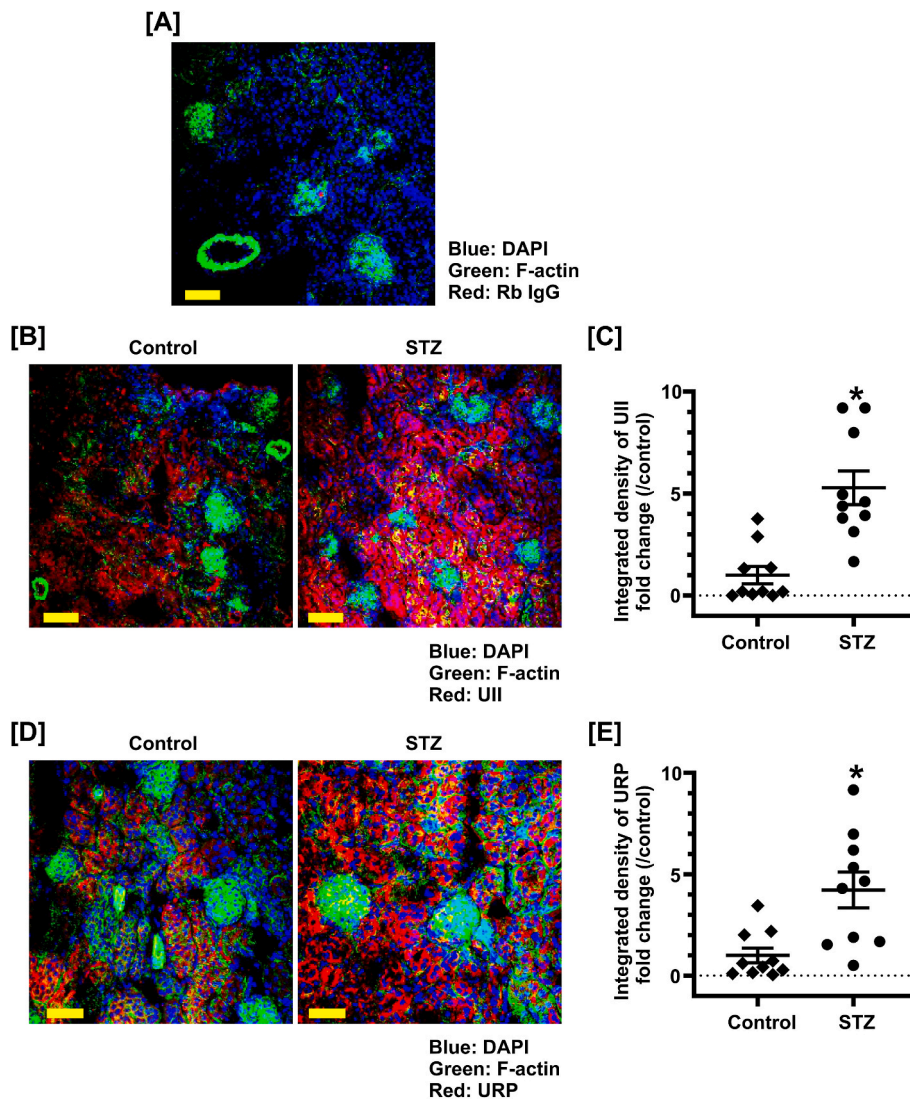 [A]
Blue: DAPI
Green: F-actin
Red: Rb IgG
[B]
Control
STZ
Blue: DAPI
Green: F-actin
Red: UII
[C]
Integrated density of UII
fold change (/control)
10
5
0
*
Control
STZ
[D]
Control
STZ
Blue: DAPI
Green: F-actin
Red: URP
[E]
Integrated density of URP
fold change (/control)
10
5
0
*
Control
STZ